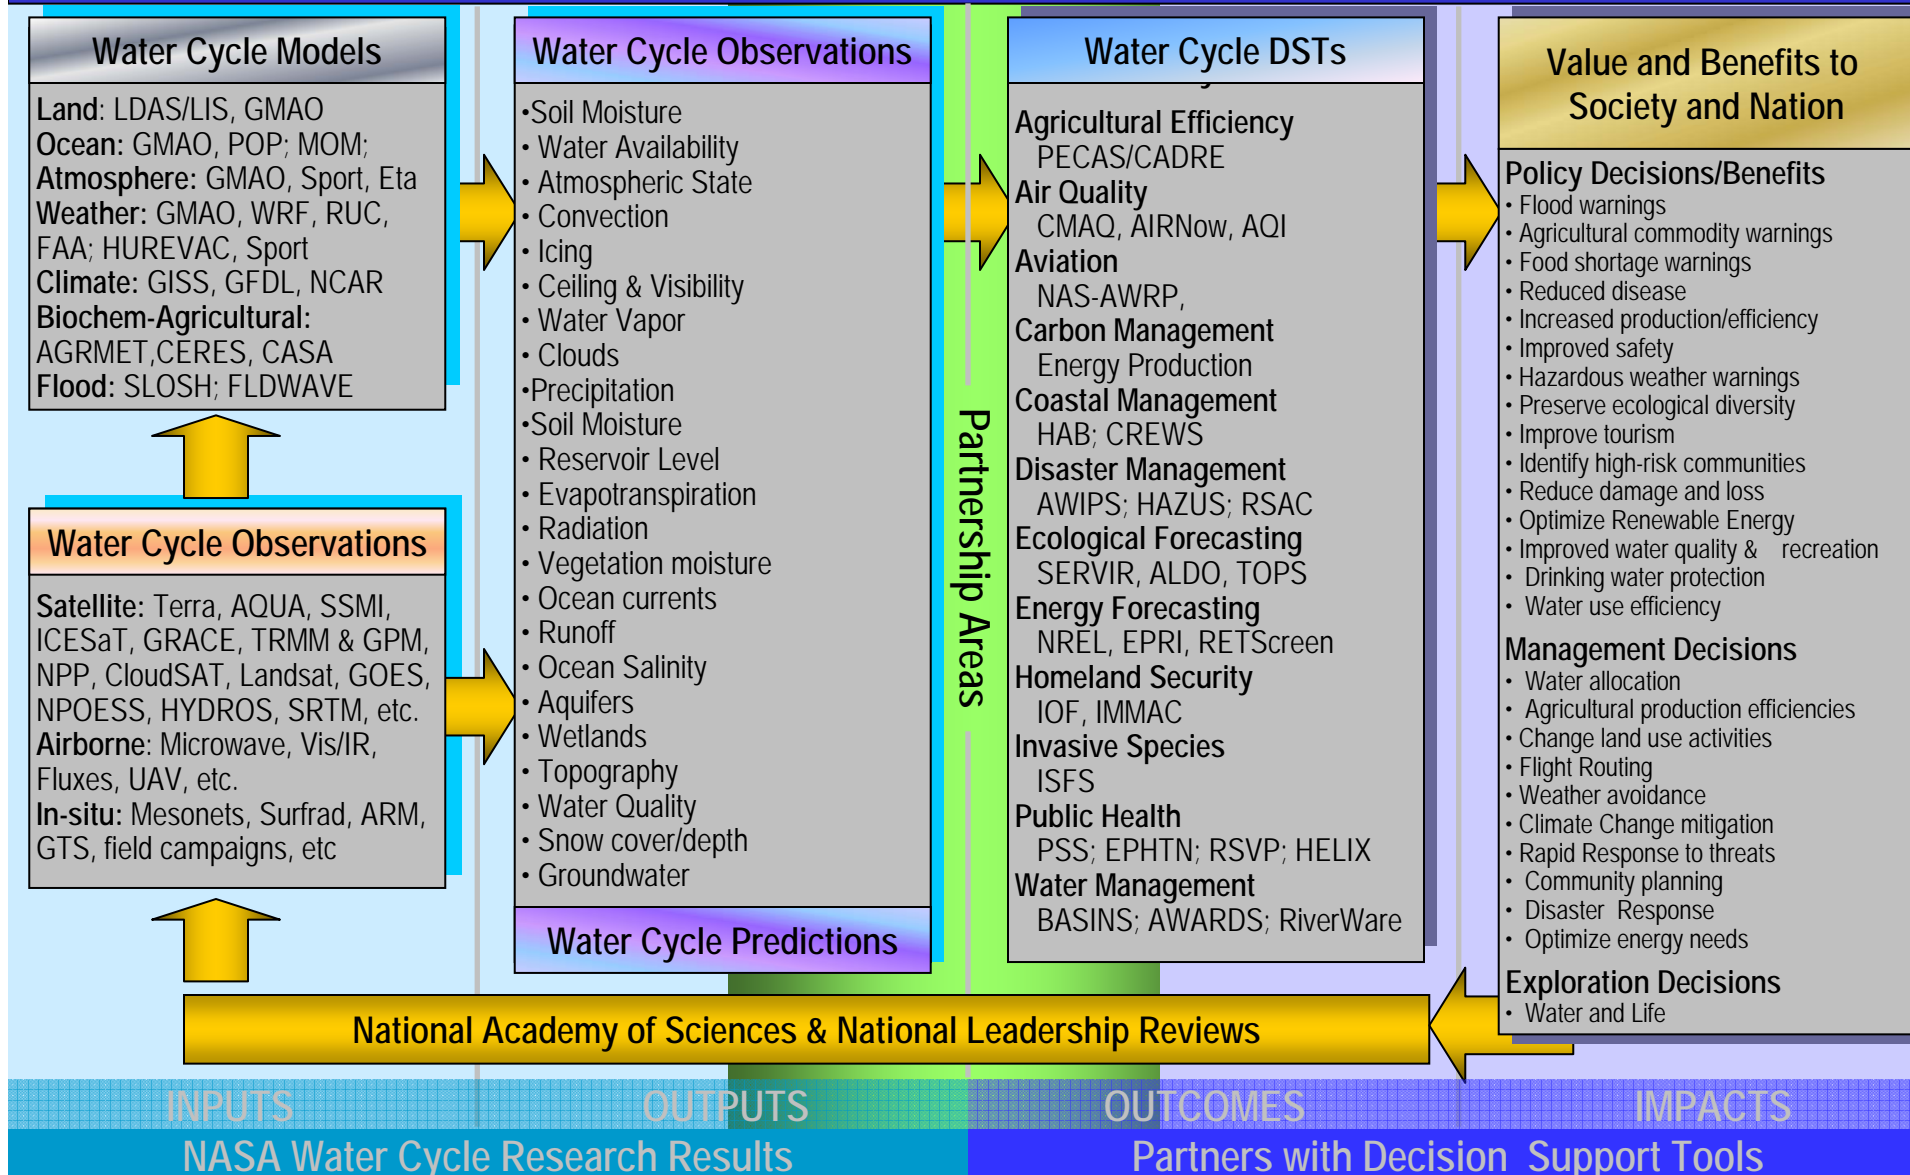 Water Cycle Models
Land: LDAS/LIS, GMAO
Ocean: GMAO, POP; MOM;
Atmosphere: GMAO, Sport, Eta
Weather: GMAO, WRF, RUC,
FAA; HUREVAC, Sport
Climate: GISS, GFDL, NCAR
Biochem-Agricultural:
AGRMET,CERES, CASA
Flood: SLOSH; FLDWAVE
Water Cycle Observations
Satellite: Terra, AQUA, SSMI,
ICESaT, GRACE, TRMM & GPM,
NPP, CloudSAT, Landsat, GOES,
NPOESS, HYDROS, SRTM, etc.
Airborne: Microwave, Vis/IR,
Fluxes, UAV, etc.
In-situ: Mesonets, Surfrad, ARM,
GTS, field campaigns, etc
Water Cycle Observations
•Soil Moisture
• Water Availability
• Atmospheric State
• Convection
• Icing
• Ceiling & Visibility
• Water Vapor
• Clouds
•Precipitation
•Soil Moisture
• Reservoir Level
• Evapotranspiration
• Radiation
• Vegetation moisture
• Ocean currents
• Runoff
• Ocean Salinity
• Aquifers
• Wetlands
• Topography
• Water Quality
• Snow cover/depth
• Groundwater
Water Cycle Predictions
Partnership Areas
Water Cycle DSTs
Agricultural Efficiency
PECAS/CADRE
Air Quality
CMAQ, AIRNow, AQI
Aviation
NAS-AWRP,
Carbon Management
Energy Production
Coastal Management
HAB; CREWS
Disaster Management
AWIPS; HAZUS; RSAC
Ecological Forecasting
SERVIR, ALDO, TOPS
Energy Forecasting
NREL, EPRI, RETScreen
Homeland Security
IOF, IMMAC
Invasive Species
ISFS
Public Health
PSS; EPHTN; RSVP; HELIX
Water Management
BASINS; AWARDS; RiverWare
Value and Benefits to
Society and Nation
Policy Decisions/Benefits
• Flood warnings
• Agricultural commodity warnings
• Food shortage warnings
• Reduced disease
• Increased production/efficiency
• Improved safety
• Hazardous weather warnings
• Preserve ecological diversity
• Improve tourism
• Identify high-risk communities
• Reduce damage and loss
• Optimize Renewable Energy
• Improved water quality & recreation
• Drinking water protection
• Water use efficiency
Management Decisions
• Water allocation
• Agricultural production efficiencies
• Change land use activities
• Flight Routing
• Weather avoidance
• Climate Change mitigation
• Rapid Response to threats
• Community planning
• Disaster Response
• Optimize energy needs
Exploration Decisions
• Water and Life
National Academy of Sciences & National Leadership Reviews
INPUTS
OUTPUTS
OUTCOMES
IMPACTS
NASA Water Cycle Research Results
Partners with Decision Support Tools